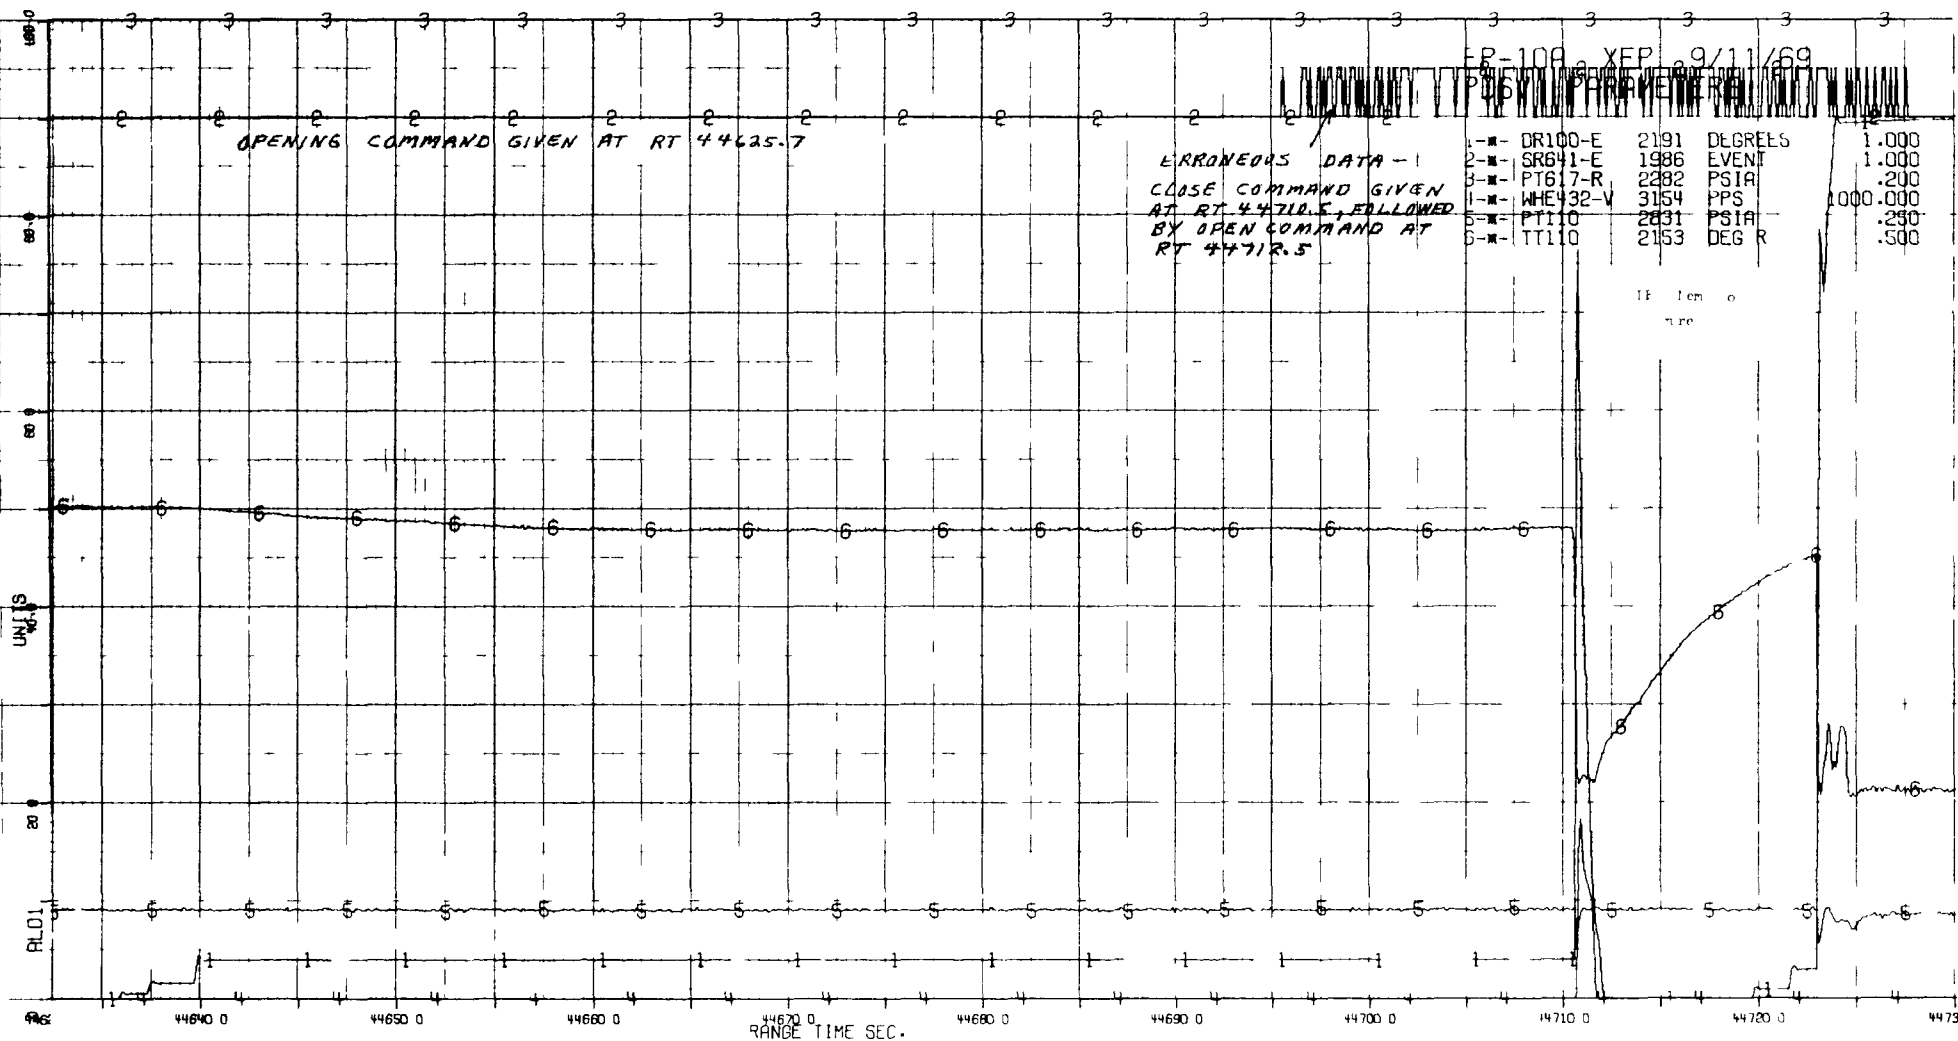 EP-10A XEP 9/11/69
PARAMETERS
OPENING COMMAND GIVEN AT RT 44625.7
ERRONEOUS DATA -
CLOSE COMMAND GIVEN
AT RT 44710.5, FOLLOWED
BY OPEN COMMAND AT
RT 44712.5
1-*- DR100-E 2191 DEGREES 1.000
2-*- SR641-E 1986 EVENT 1.000
3-*- PT617-R 2282 PSIA .200
WHE432-V 3154 PPS 1000.000
5-*- PT110 2831 PSIA .250
6-*- TT110 2153 DEG R .500
UNITS
20 0
44640 0 44650 0 44660 0 44670 0 44680 0 44690 0 44700 0 44710 0 44720 0
RANGE TIME SEC.